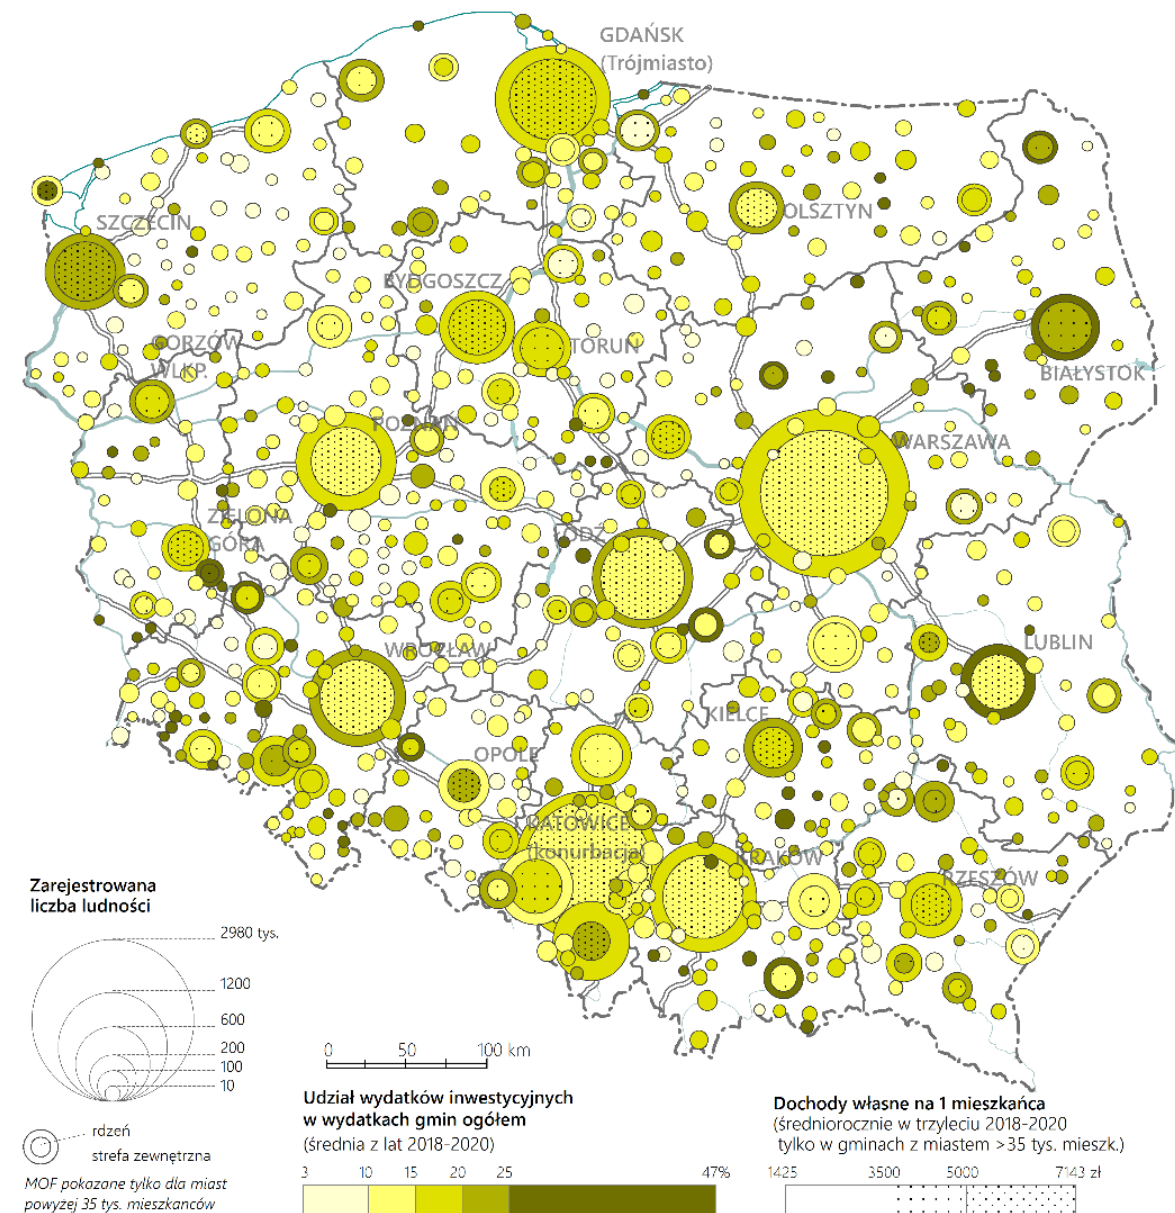 GDAŃSK
(Trójmiasto)
SZCZECIN
OLSZTYN
BYDGOSZCZ
GORZÓW
WLKP.
TORUŃ
BIAŁYSTOK
POZNAŃ
WARSZAWA
ZIELONA
GÓRA
ŁÓDŹ
WROCŁAW
LUBLIN
KIELCE
OPOLE
KATOWICE
(konurbacja)
KRAKÓW
RZESZÓW
Zarejestrowana
liczba ludności
2980 tys.
1200
600
200
100
10
rdzeń
strefa zewnętrzna
MOF pokazane tylko dla miast
powyżej 35 tys. mieszkańców
0 50 100 km
Udział wydatków inwestycyjnych
w wydatkach gmin ogółem
(średnia z lat 2018-2020)
3 10 15 20 25 47%
Dochody własne na 1 mieszkańca
(średniorocznie w trzyleciu 2018-2020
tylko w gminach z miastem >35 tys. mieszk.)
1425 3500 5000 7143 zł